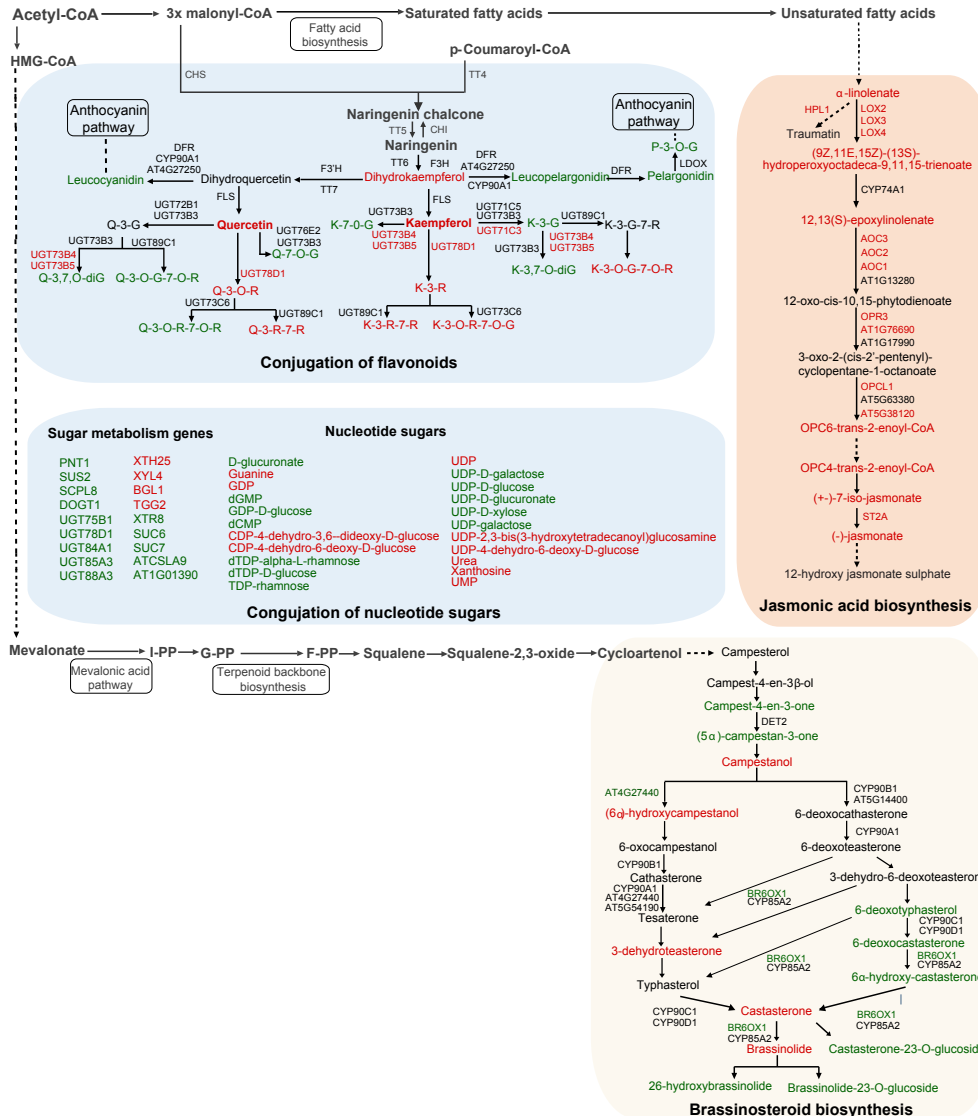 Acetyl-CoA
3x malonyl-CoA
Saturated fatty acids
Unsaturated fatty acids
Fatty acid
biosynthesis
HMG-CoA
p-Coumaroyl-CoA
CHS
TT4
Anthocyanin
pathway
Naringenin chalcone
TT5
CHI
Naringenin
Anthocyanin
pathway
P-3-O-G
DFR
CYP90A1
AT4G27250
Leucocyanidin
Dihydroquercetin
F3'H
TT7
TT6
F3H
Dihydrokaempferol
DFR
AT4G27250
CYP90A1
Leucopelargonidin
DFR
LDOX
Pelargonidin
FLS
FLS
Q-3-G
UGT72B1
UGT73B3
Quercetin
UGT76E2
UGT73B3
Q-7-O-G
K-7-0-G
UGT73B3
UGT73B4
UGT73B5
Kaempferol
UGT71C5
UGT73B3
UGT71C3
K-3-G
UGT89C1
K-3-G-7-R
UGT73B3
UGT73B4
UGT73B5
UGT89C1
UGT78D1
UGT78D1
UGT73B3
UGT73B4
UGT73B5
Q-3,7,O-diG
Q-3-O-G-7-O-R
Q-3-O-R
K-3-R
K-3,7,O-diG
K-3-O-G-7-O-R
UGT73C6
UGT89C1
UGT89C1
UGT73C6
Q-3-O-R-7-O-R
Q-3-R-7-R
K-3-R-7-R
K-3-O-R-7-O-G
Conjugation of flavonoids
α-linolenate
HPL1
LOX2
LOX3
LOX4
Traumatin
(9Z,11E,15Z)-(13S)-
hydroperoxyoctadeca-9,11,15-trienoate
CYP74A1
12,13(S)-epoxylinolenate
AOC3
AOC2
AOC1
AT1G13280
12-oxo-cis-10,15-phytodienoate
OPR3
AT1G76690
AT1G17990
3-oxo-2-(cis-2'-pentenyl)-
cyclopentane-1-octanoate
OPCL1
AT5G63380
AT5G38120
OPC6-trans-2-enoyl-CoA
OPC4-trans-2-enoyl-CoA
(+-)-7-iso-jasmonate
ST2A
(-)-jasmonate
12-hydroxy jasmonate sulphate
Jasmonic acid biosynthesis
Sugar metabolism genes
PNT1
SUS2
SCPL8
DOGT1
UGT75B1
UGT78D1
UGT84A1
UGT85A3
UGT88A3
XTH25
XYL4
BGL1
TGG2
XTR8
SUC6
SUC7
ATCSLA9
AT1G01390
Nucleotide sugars
D-glucuronate
Guanine
GDP
dGMP
GDP-D-glucose
dCMP
CDP-4-dehydro-3,6--dideoxy-D-glucose
CDP-4-dehydro-6-deoxy-D-glucose
dTDP-alpha-L-rhamnose
dTDP-D-glucose
TDP-rhamnose
UDP
UDP-D-galactose
UDP-D-glucose
UDP-D-glucuronate
UDP-D-xylose
UDP-galactose
UDP-2,3-bis(3-hydroxytetradecanoyl)glucosamine
UDP-4-dehydro-6-deoxy-D-glucose
Urea
Xanthosine
UMP
Congujation of nucleotide sugars
Mevalonate
I-PP
G-PP
F-PP
Squalene
Squalene-2,3-oxide
Cycloartenol
Mevalonic acid
pathway
Terpenoid backbone
biosynthesis
Campesterol
Campest-4-en-3β-ol
Campest-4-en-3-one
DET2
(5α)-campestan-3-one
Campestanol
AT4G27440
CYP90B1
AT5G14400
(6α)-hydroxycampestanol
6-deoxocathasterone
CYP90A1
6-oxocampestanol
6-deoxoteasterone
CYP90B1
Cathasterone
3-dehydro-6-deoxoteasteron
CYP90A1
AT4G27440
AT5G54190
BR6OX1
CYP85A2
Tesaterone
6-deoxotyphasterol
CYP90C1
CYP90D1
3-dehydroteasterone
6-deoxocastasterone
BR6OX1
CYP85A2
BR6OX1
CYP85A2
Typhasterol
6α-hydroxy-castasterone
CYP90C1
CYP90D1
Castasterone
BR6OX1
CYP85A2
BR6OX1
CYP85A2
Brassinolide
Castasterone-23-O-glucosid
26-hydroxybrassinolide
Brassinolide-23-O-glucoside
Brassinosteroid biosynthesis